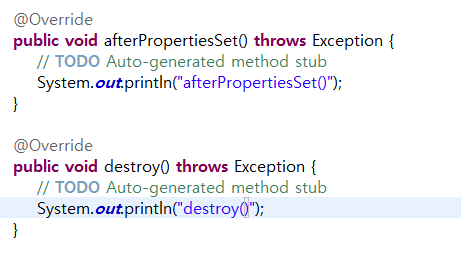 @Override
public void afterPropertiesSet() throws Exception {
// TODO Auto-generated method stub
System.out.println("afterPropertiesSet()");
}
@Override
public void destroy() throws Exception {
// TODO Auto-generated method stub
System.out.println("destroy()");
}